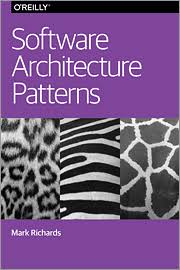 O'REILLY®
Software
Architecture
Patterns
Mark Richards